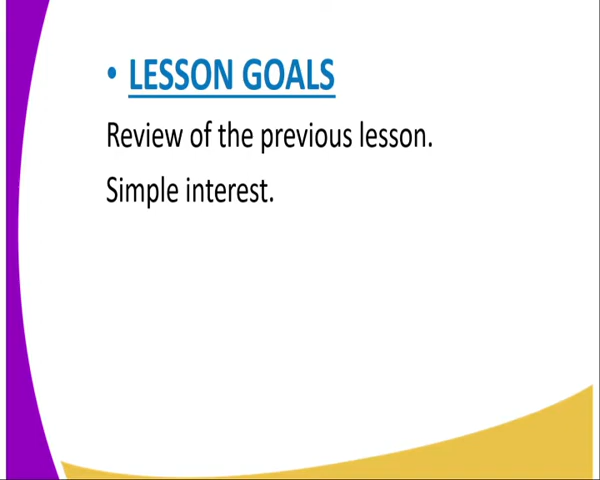 • LESSON GOALS
Review of the previous lesson.
Simple interest.